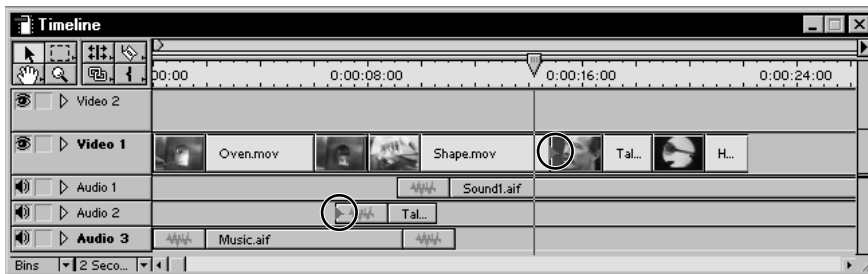 Timeline
00:00 0:00:08:00 0:00:16:00 0:00:24:00
Video 2
Video 1 Oven.mov Shape.mov Tal... H...
Audio 1 Sound1.aif
Audio 2 Tal...
Audio 3 Music.aif
Bins 2 Seco...